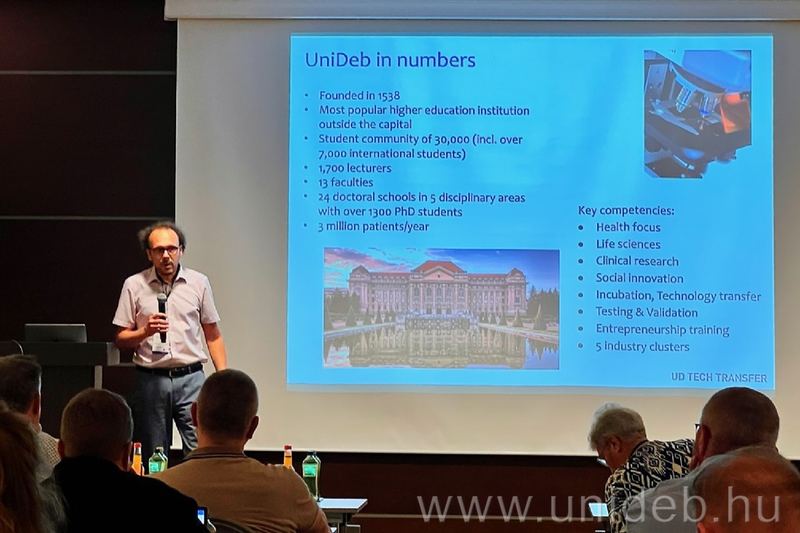 UniDeb in numbers
• Founded in 1538
• Most popular higher education institution
outside the capital
• Student community of 30,000 (incl. over
7,000 international students)
• 1,700 lecturers
• 13 faculties
• 24 doctoral schools in 5 disciplinary areas
with over 1300 PhD students
• 3 million patients/year
Key competencies:
• Health focus
• Life sciences
• Clinical research
• Social innovation
• Incubation, Technology transfer
• Testing & Validation
• Entrepreneurship training
• 5 industry clusters
UD TECH TRANSFER
www.unideb.hu